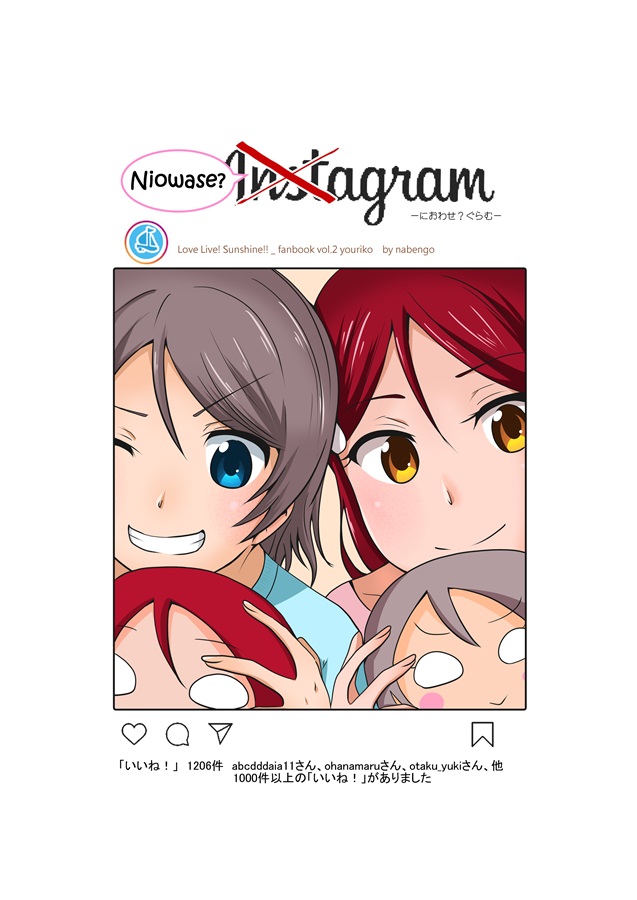 Niowase?
Instagram
ーにおわせ？ぐらむー
Love Live! Sunshine!! _ fanbook vol.2 youriko by nabengo
「いいね！」 1206件 abcdddaia11さん、ohanamaruさん、otaku_yukiさん、他
1000件以上の「いいね！」がありました